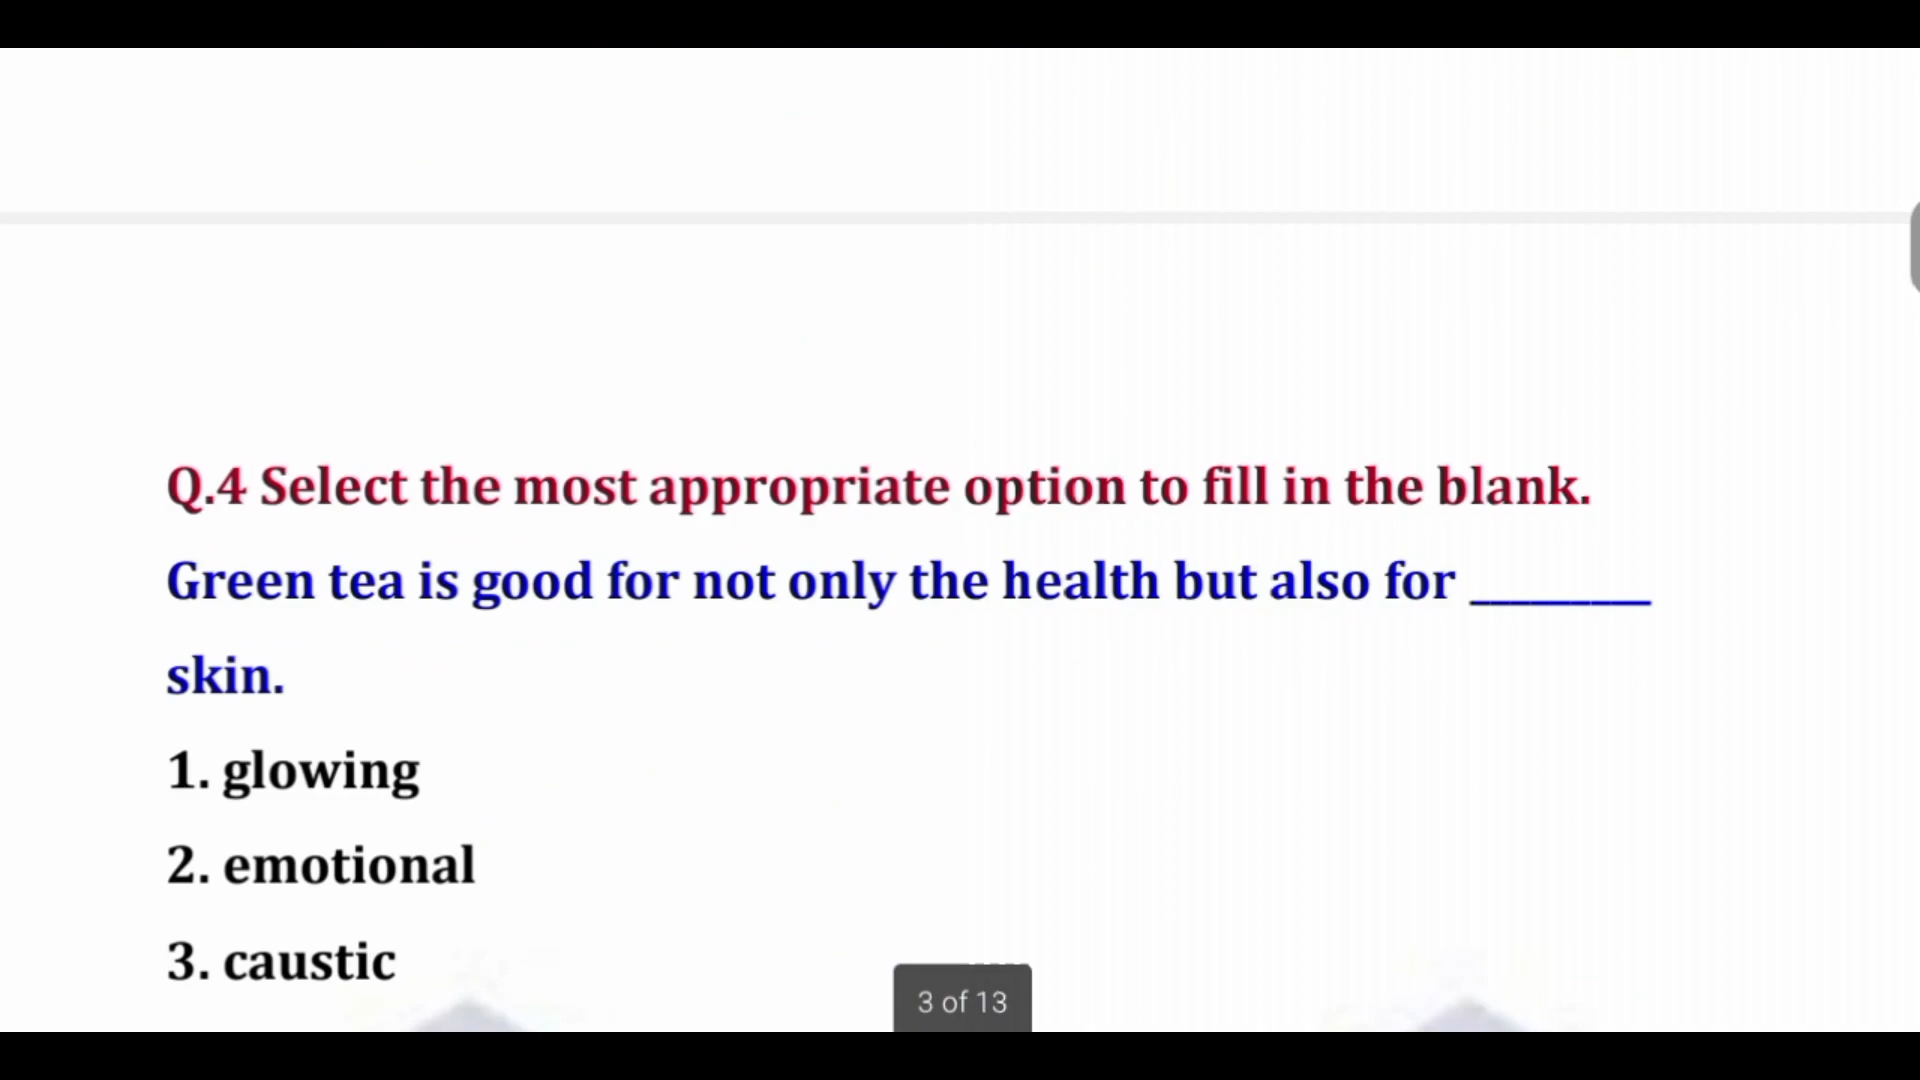 Q.4 Select the most appropriate option to fill in the blank.
Green tea is good for not only the health but also for _________
skin.
1. glowing
2. emotional
3. caustic
3 of 13